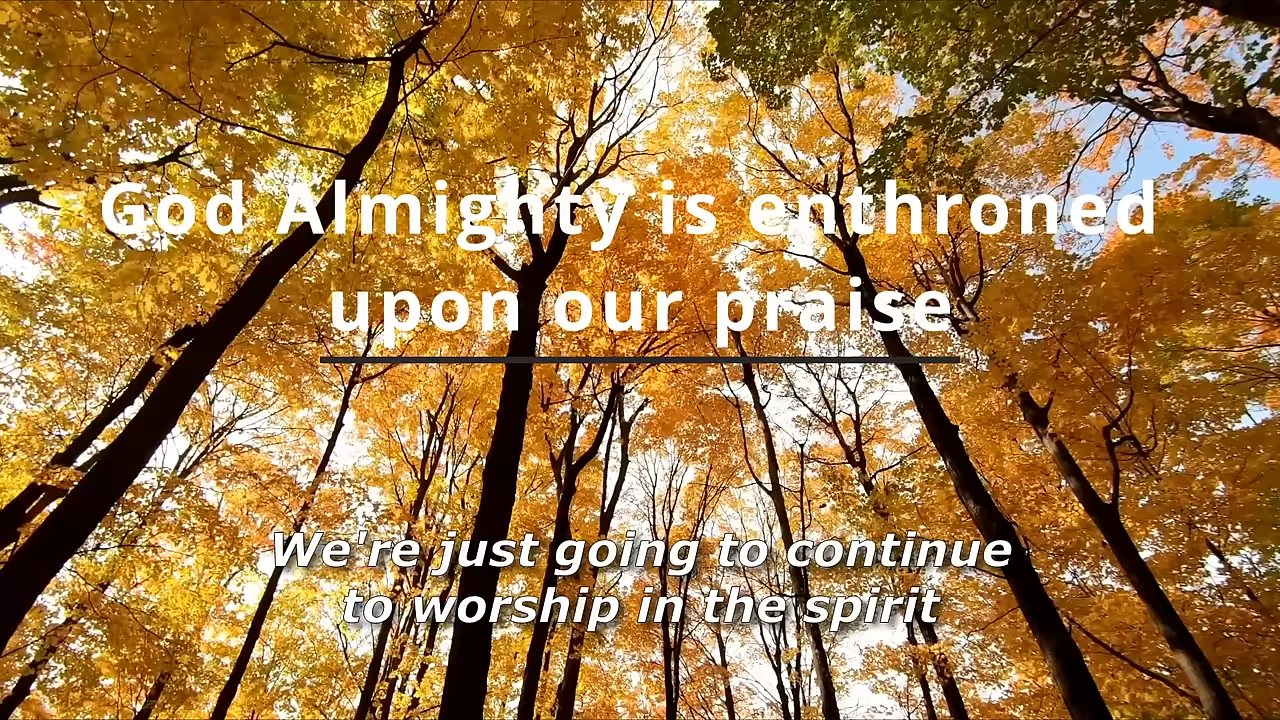 God Almighty is enthroned
upon our praise
We're just going to continue
to worship in the spirit